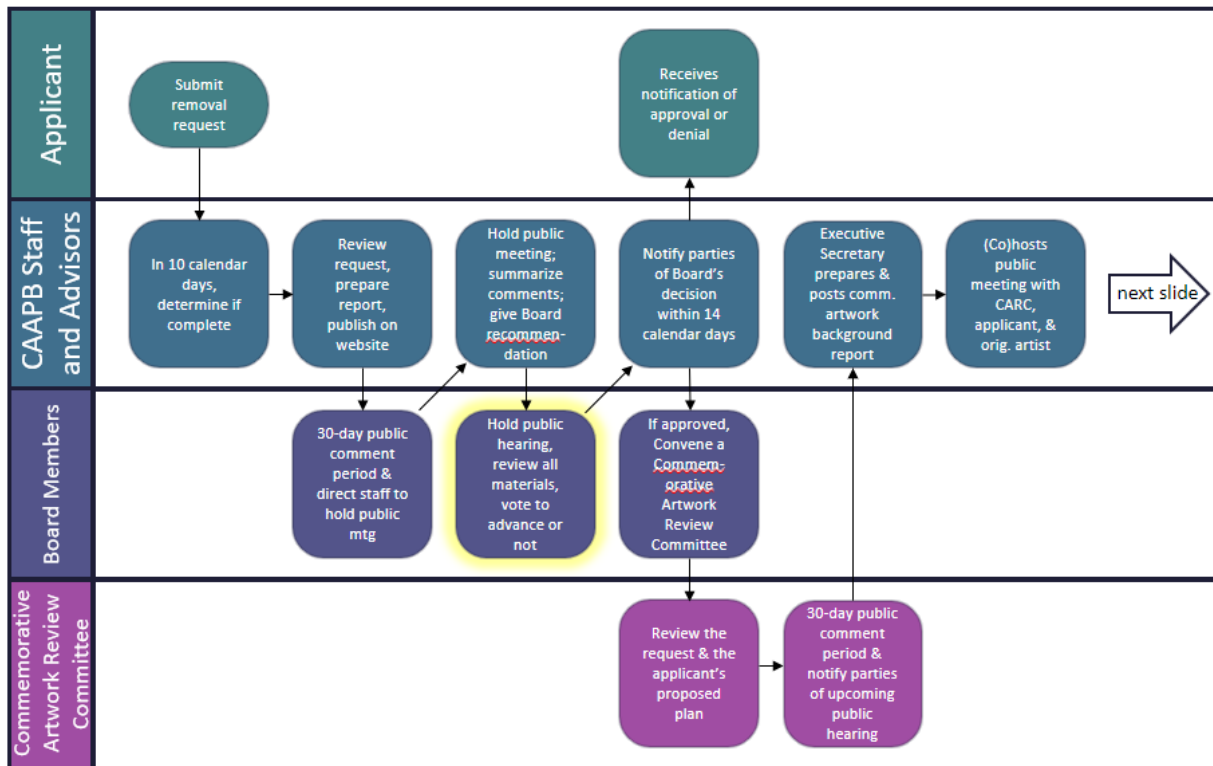 Applicant
Submit
removal
request
Receives
notification of
approval or
denial
CAAPB Staff
and Advisors
In 10 calendar
days,
determine if
complete
Review
request,
prepare
report,
publish on
website
Hold public
meeting;
summarize
comments;
give Board
recommen-
dation
Notify parties
of Board's
decision
within 14
calendar days
Executive
Secretary
prepares &
posts comm.
artwork
background
report
(Co)hosts
public
meeting with
CARC,
applicant, &
orig. artist
next slide
Board Members
30-day public
comment
period &
direct staff to
hold public
mtg
Hold public
hearing,
review all
materials,
vote to
advance or
not
If approved,
Convene a
Commem-
orative
Artwork
Review
Committee
Commemorative
Artwork Review
Committee
Review the
request & the
applicant's
proposed
plan
30-day public
comment
period &
notify parties
of upcoming
public
hearing